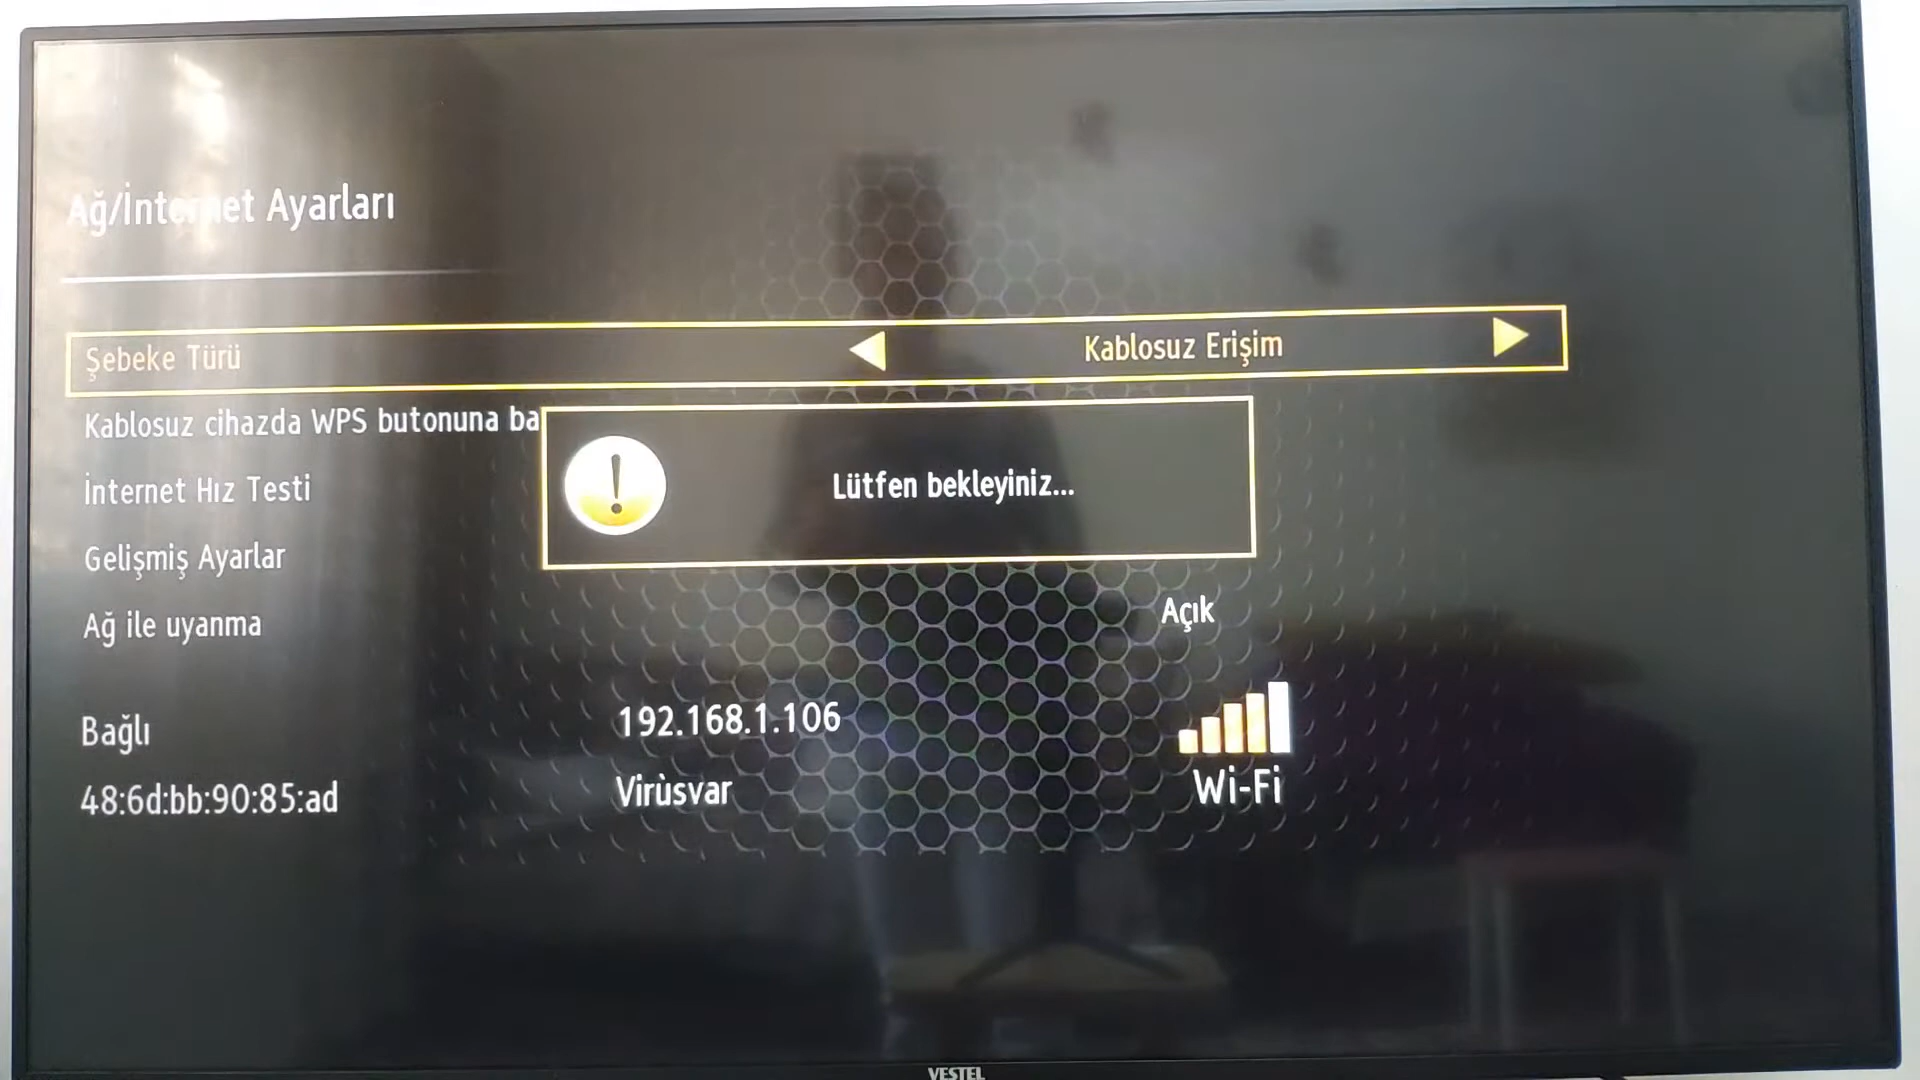 Ağ/İnternet Ayarları
Şebeke Türü
Kablosuz Erişim
Kablosuz cihazda WPS butonuna ba
Lütfen bekleyiniz...
İnternet Hız Testi
Gelişmiş Ayarlar
Ağ ile uyanma
Açık
Bağlı
192.168.1.106
48:6d:bb:90:85:ad
Virùsvar
Wi-Fi
VESTEL